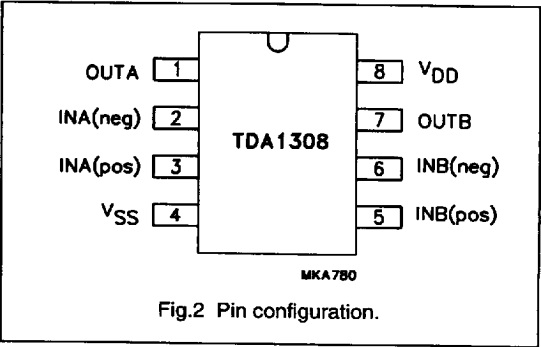 OUTA 1
INA(neg) 2
INA(pos) 3
VSS 4
TDA1308
8 VDD
7 OUTB
6 INB(neg)
5 INB(pos)
MKA780
Fig.2 Pin configuration.